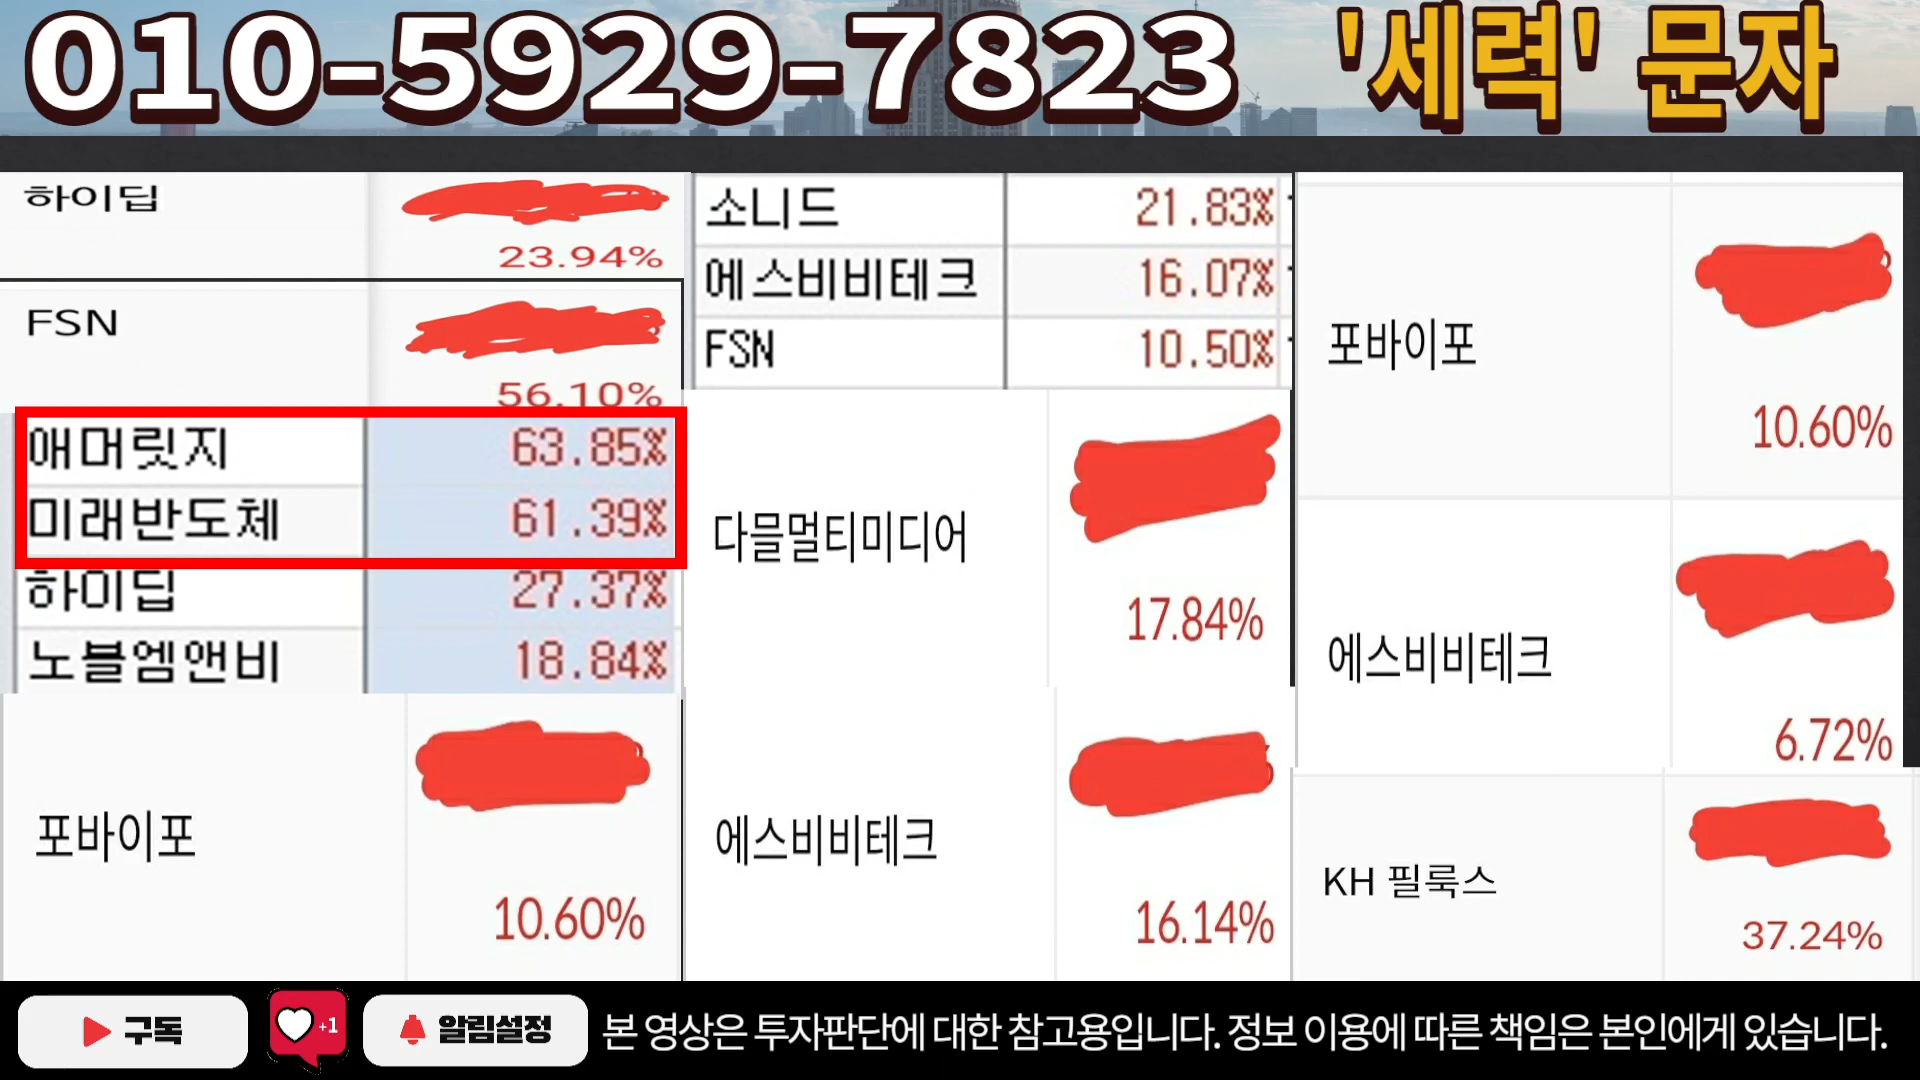 010-5929-7823 '세력' 문자
하이딥
23.94%
FSN
56.10%
애머릿지 63.85%
미래반도체 61.39%
하이딥 27.37%
노블엠앤비 18.84%
포바이포
10.60%
소니드 21.83%
에스비비테크 16.07%
FSN 10.50%
다믈멀티미디어
17.84%
에스비비테크
16.14%
포바이포
10.60%
에스비비테크
6.72%
KH 필룩스
37.24%
구독 +1 알림설정 본 영상은 투자판단에 대한 참고용입니다. 정보 이용에 따른 책임은 본인에게 있습니다.